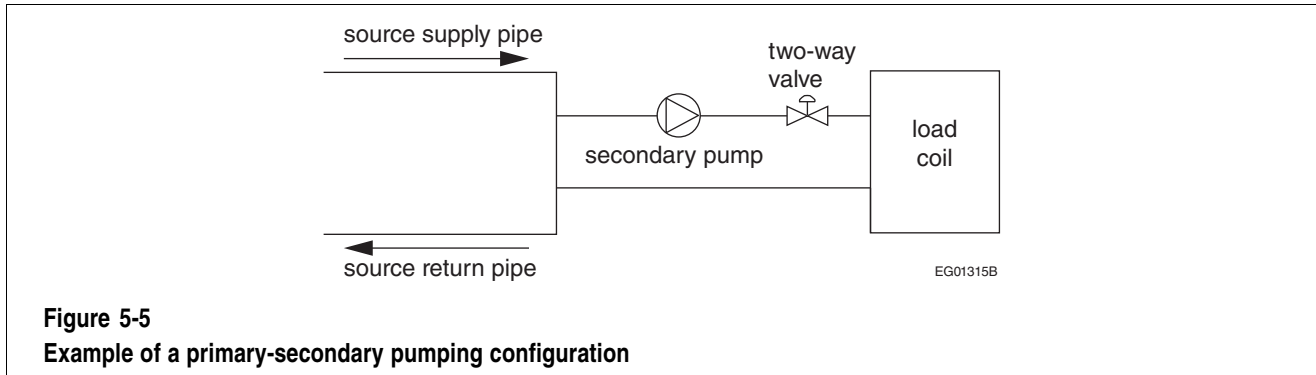 source supply pipe
two-way
valve
load
coil
secondary pump
source return pipe
EG01315B
Figure 5-5
Example of a primary-secondary pumping configuration